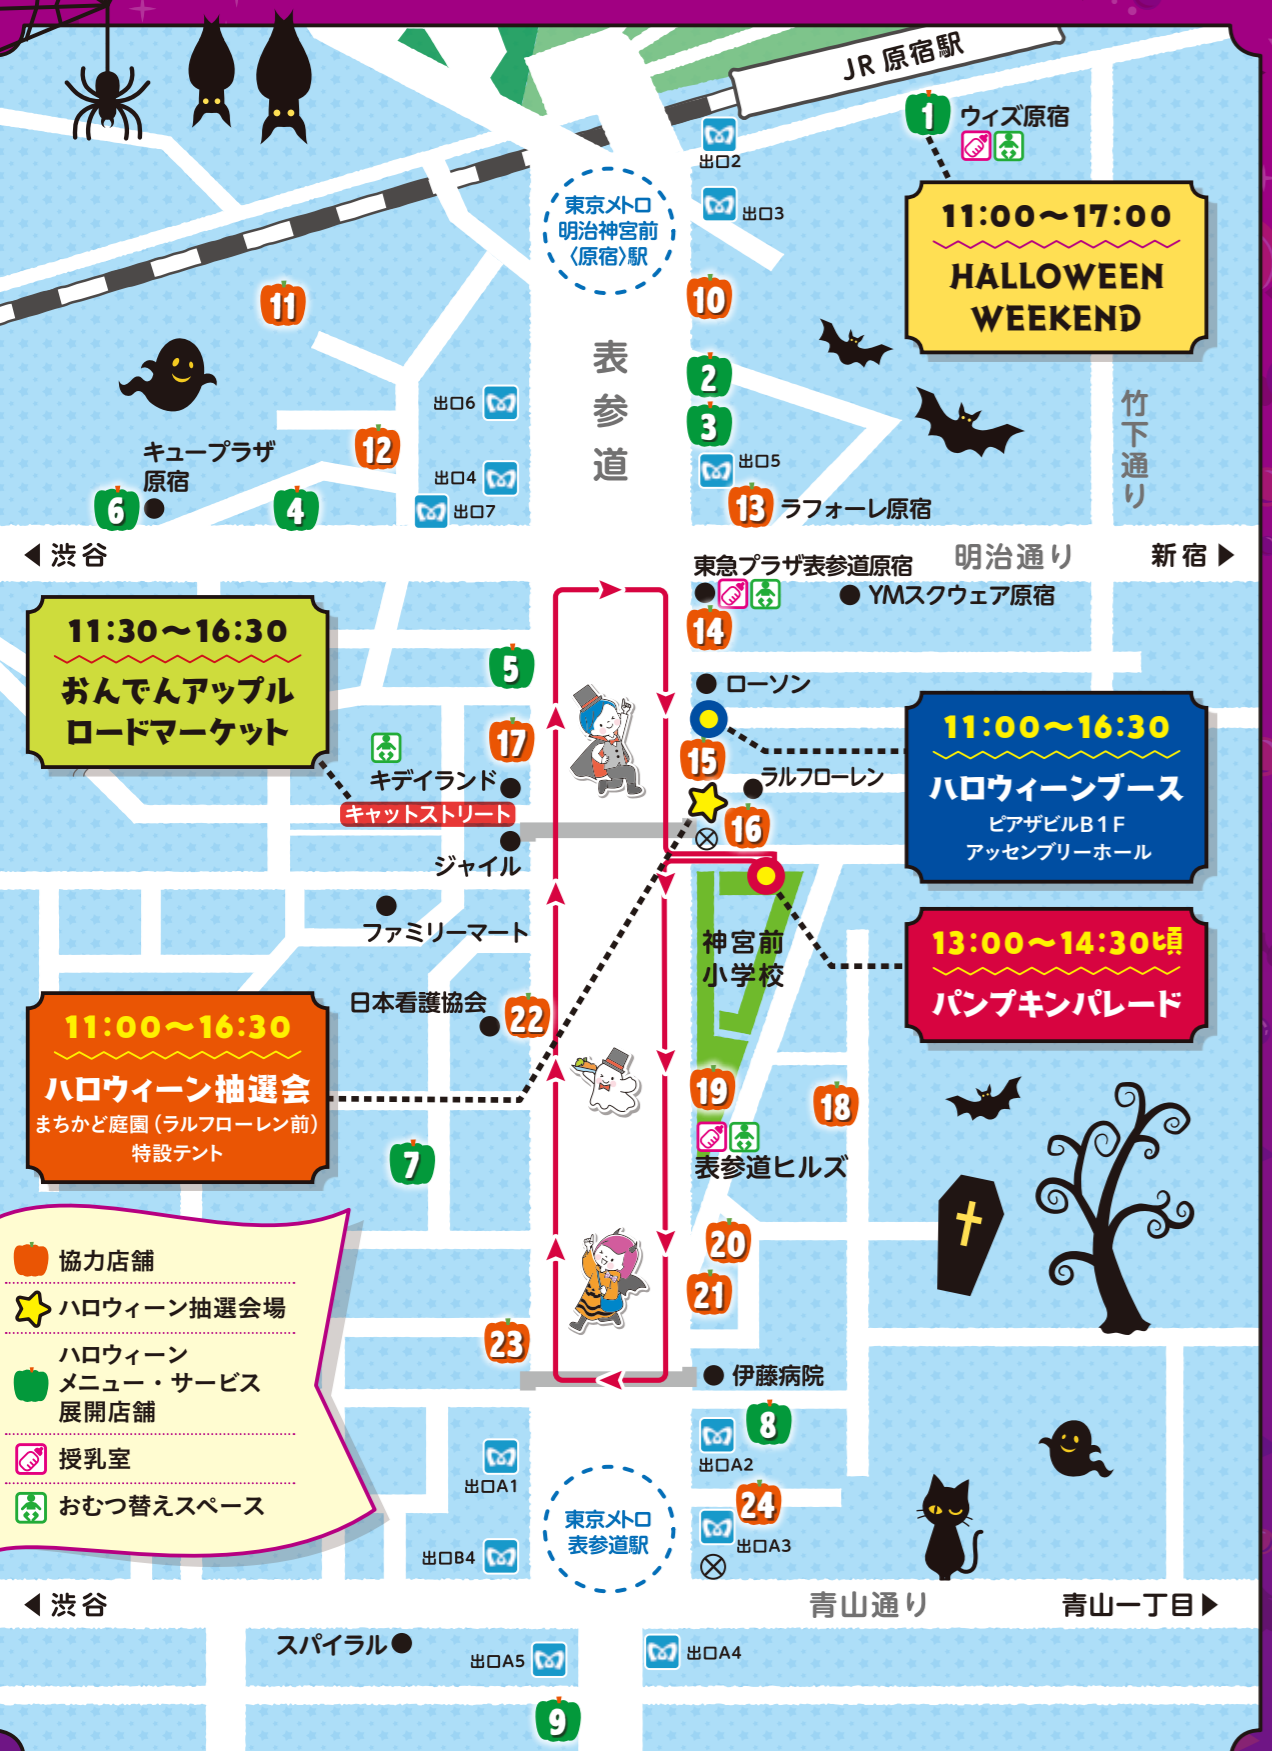 JR 原宿駅
1
ウィズ原宿
出口2
出口3
東京メトロ
明治神宮前
〈原宿〉駅
11:00〜17:00
HALLOWEEN
WEEKEND
11
10
表参道
2
3
出口6
出口4
出口7
出口5
12
キュープラザ
原宿
6
4
13
ラフォーレ原宿
竹下通り
渋谷
明治通り
新宿
東急プラザ表参道原宿
YMスクウェア原宿
14
11:30〜16:30
おんでんアップル
ロードマーケット
5
17
キデイランド
キャットストリート
ジャイル
ローソン
15
ラルフローレン
16
11:00〜16:30
ハロウィーンブース
ピアザビルB1F
アッセンブリーホール
ファミリーマート
神宮前
小学校
13:00〜14:30頃
パンプキンパレード
日本看護協会
22
11:00〜16:30
ハロウィーン抽選会
まちかど庭園(ラルフローレン前)
特設テント
19
18
表参道ヒルズ
7
20
21
23
協力店舗
ハロウィーン抽選会場
ハロウィーン
メニュー・サービス
展開店舗
授乳室
おむつ替えスペース
伊藤病院
8
出口A2
出口A1
24
出口A3
出口B4
東京メトロ
表参道駅
渋谷
青山通り
青山一丁目
スパイラル
出口A5
出口A4
9